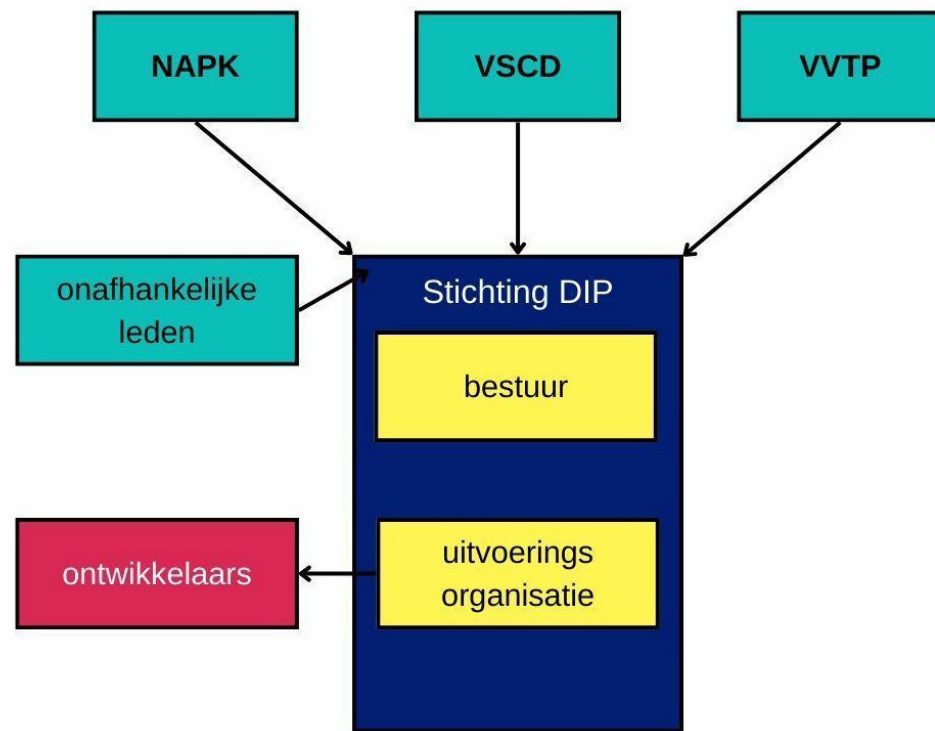 NAPK
VSCD
VVTP
onafhankelijke
leden
Stichting DIP
bestuur
ontwikkelaars
uitvoerings
organisatie